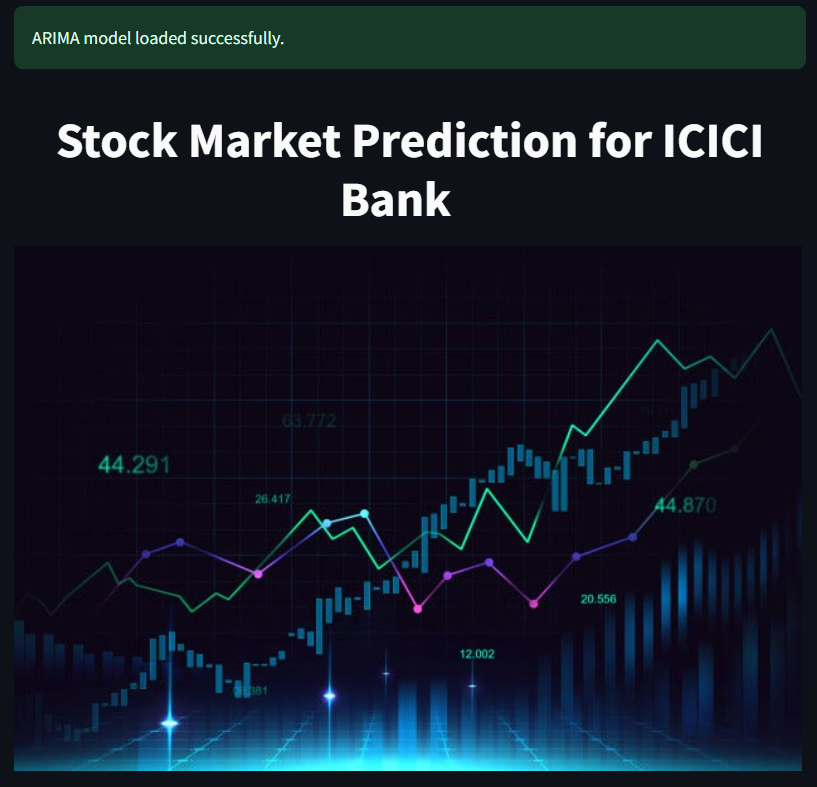 ARIMA model loaded successfully.
Stock Market Prediction for ICICI
Bank
63.772
44.291
26.417
44.870
20.556
12.002